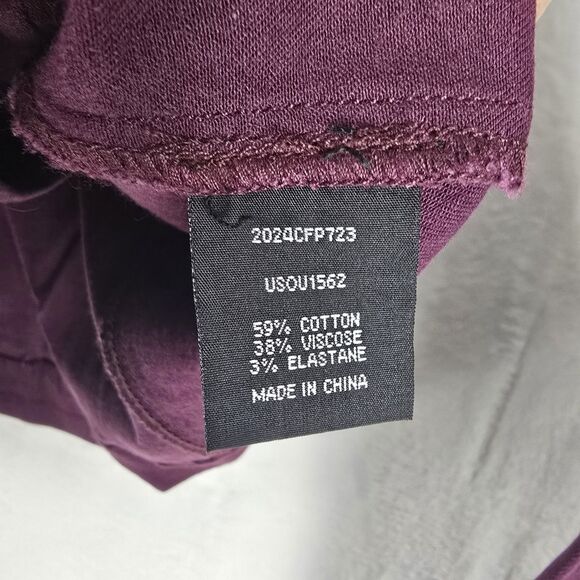 2024CFP723
USOU1562
59% COTTON
38% VISCOSE
3% ELASTANE
MADE IN CHINA